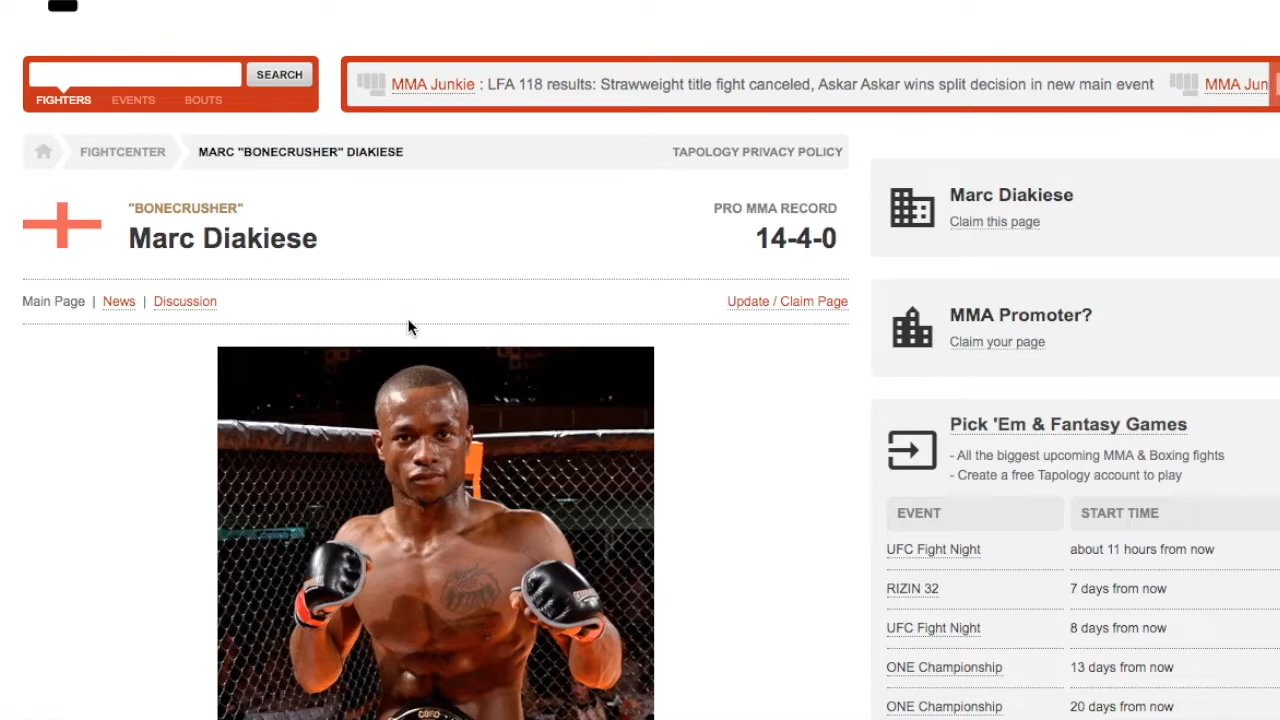 SEARCH
FIGHTERS EVENTS BOUTS
MMA Junkie : LFA 118 results: Strawweight title fight canceled, Askar Askar wins split decision in new main event MMA Jun
FIGHTCENTER MARC "BONECRUSHER" DIAKIESE TAPOLOGY PRIVACY POLICY
"BONECRUSHER" PRO MMA RECORD
Marc Diakiese 14-4-0
Main Page | News | Discussion Update / Claim Page
Marc Diakiese
Claim this page
MMA Promoter?
Claim your page
Pick 'Em & Fantasy Games
- All the biggest upcoming MMA & Boxing fights
- Create a free Tapology account to play
EVENT START TIME
UFC Fight Night about 11 hours from now
RIZIN 32 7 days from now
UFC Fight Night 8 days from now
ONE Championship 13 days from now
ONE Championship 20 days from now